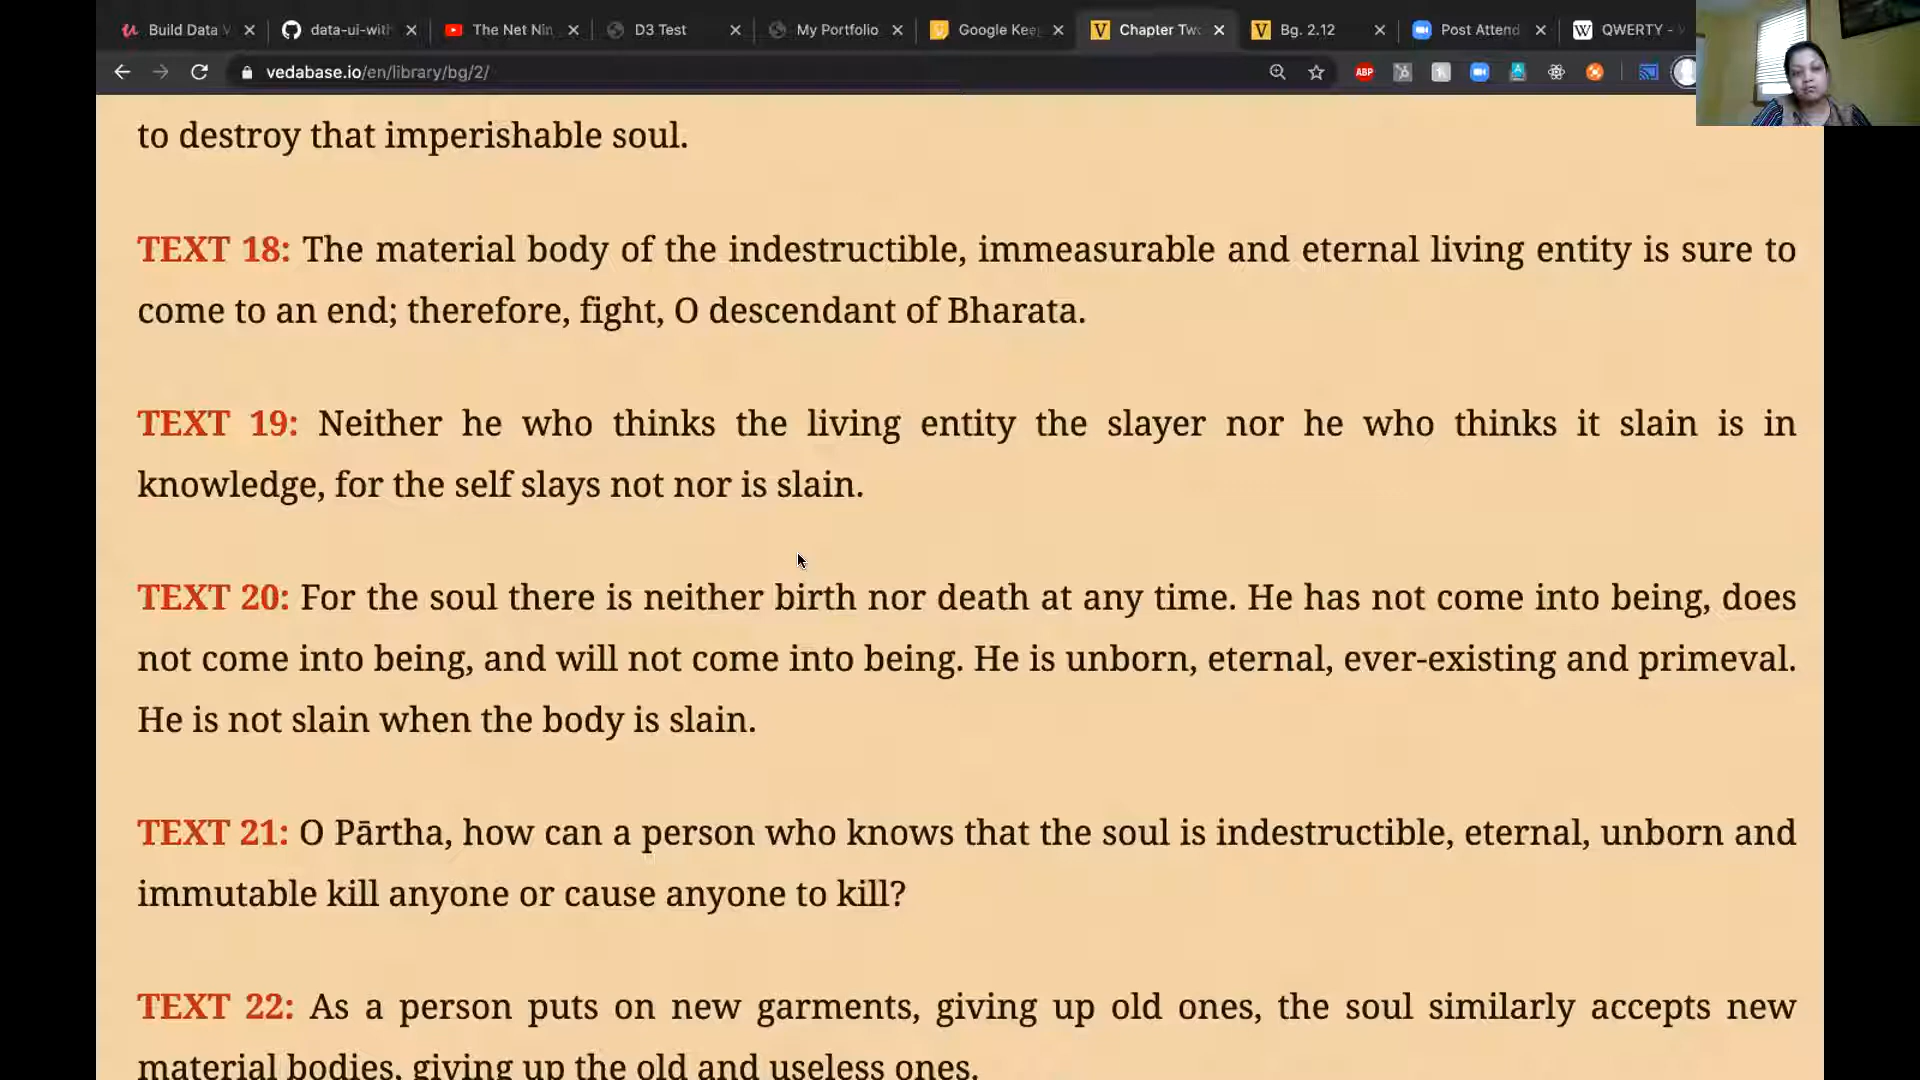 Build Data V
data-ui-with
The Net Nin
D3 Test
My Portfolio
Google Keep
Chapter Two
Bg. 2.12
Post Attend
QWERTY -
vedabase.io/en/library/bg/2/
ABP
to destroy that imperishable soul.
TEXT 18: The material body of the indestructible, immeasurable and eternal living entity is sure to
come to an end; therefore, fight, O descendant of Bharata.
TEXT 19: Neither he who thinks the living entity the slayer nor he who thinks it slain is in
knowledge, for the self slays not nor is slain.
TEXT 20: For the soul there is neither birth nor death at any time. He has not come into being, does
not come into being, and will not come into being. He is unborn, eternal, ever-existing and primeval.
He is not slain when the body is slain.
TEXT 21: O Pārtha, how can a person who knows that the soul is indestructible, eternal, unborn and
immutable kill anyone or cause anyone to kill?
TEXT 22: As a person puts on new garments, giving up old ones, the soul similarly accepts new
material bodies, giving up the old and useless ones.